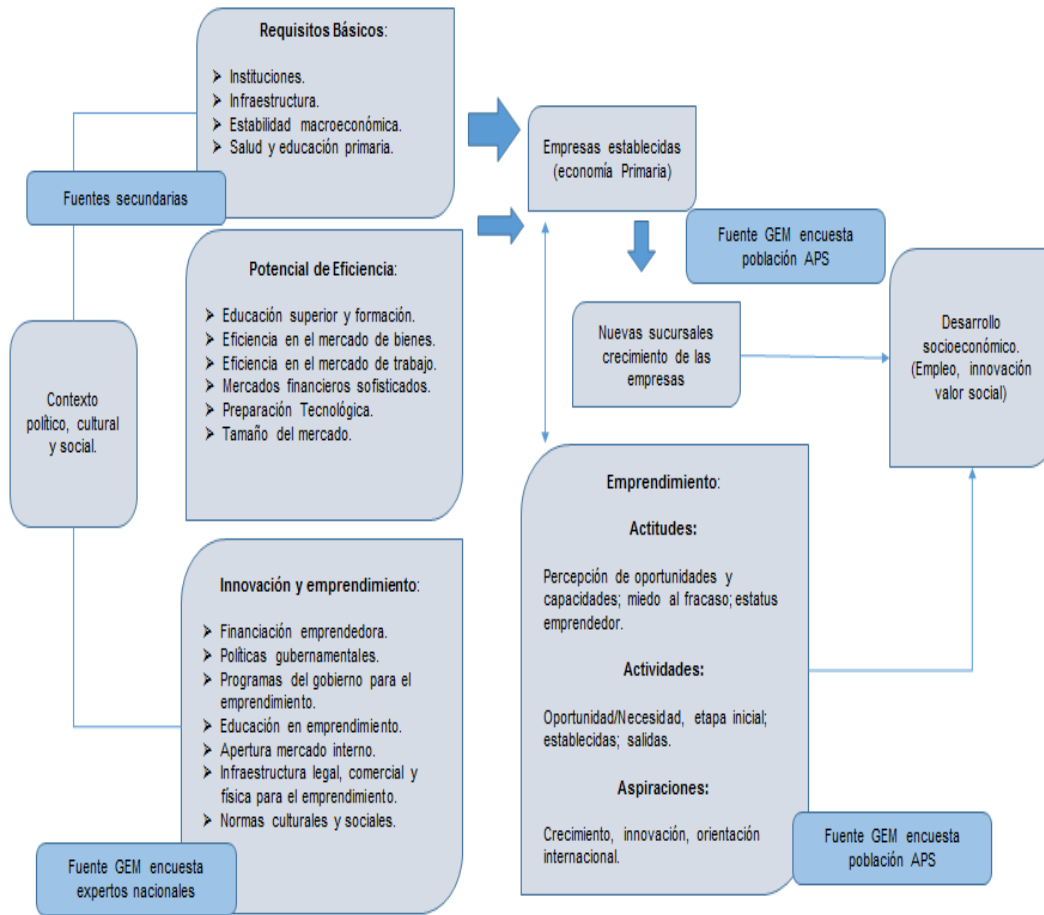 Requisitos Básicos:
➤ Instituciones.
➤ Infraestructura.
➤ Estabilidad macroeconómica.
➤ Salud y educación primaria.
Fuentes secundarias
Empresas establecidas
(economía Primaria)
Fuente GEM encuesta
población APS
Potencial de Eficiencia:
➤ Educación superior y formación.
➤ Eficiencia en el mercado de bienes.
➤ Eficiencia en el mercado de trabajo.
➤ Mercados financieros sofisticados.
➤ Preparación Tecnológica.
➤ Tamaño del mercado.
Nuevas sucursales
crecimiento de las
empresas
Desarrollo
socioeconómico.
(Empleo, innovación
valor social)
Contexto
político, cultural
y social.
Innovación y emprendimiento:
➤ Financiación emprendedora.
➤ Políticas gubernamentales.
➤ Programas del gobierno para el
emprendimiento.
➤ Educación en emprendimiento.
➤ Apertura mercado interno.
➤ Infraestructura legal, comercial y
física para el emprendimiento.
➤ Normas culturales y sociales.
Fuente GEM encuesta
expertos nacionales
Emprendimiento:
Actitudes:
Percepción de oportunidades y
capacidades; miedo al fracaso; estatus
emprendedor.
Actividades:
Oportunidad/Necesidad, etapa inicial;
establecidas; salidas.
Aspiraciones:
Crecimiento, innovación, orientación
internacional.
Fuente GEM encuesta
población APS